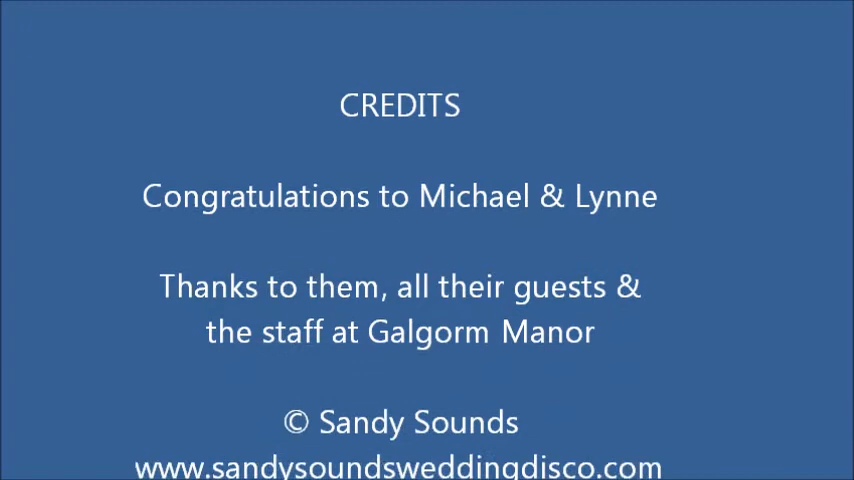 CREDITS
Congratulations to Michael & Lynne
Thanks to them, all their guests &
the staff at Galgorm Manor
© Sandy Sounds
www.sandysoundsweddingdisco.com